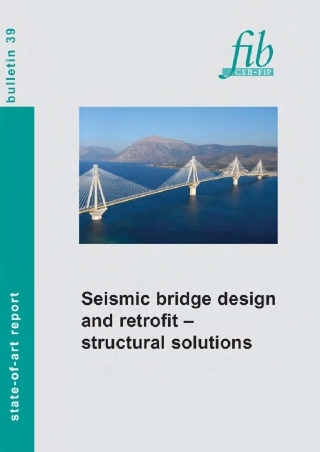 bulletin 39
fib
CEB-FIP
Seismic bridge design
and retrofit –
structural solutions
state-of-art report